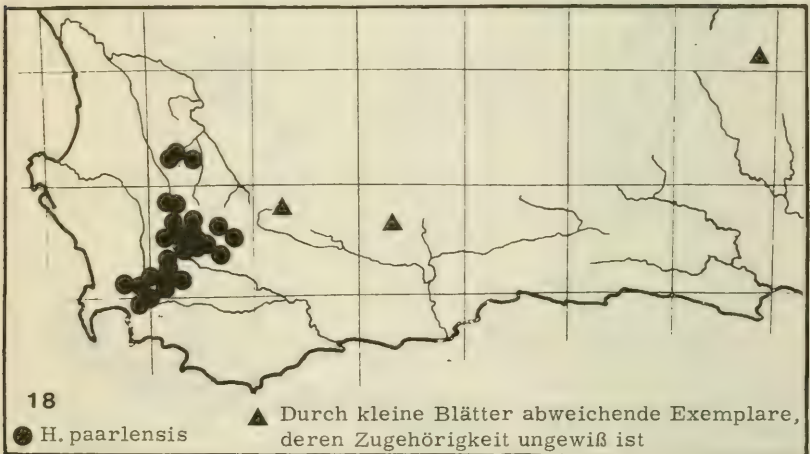 18
H. paarlensis
Durch kleine Blätter abweichende Exemplare,
deren Zugehörigkeit ungewiß ist